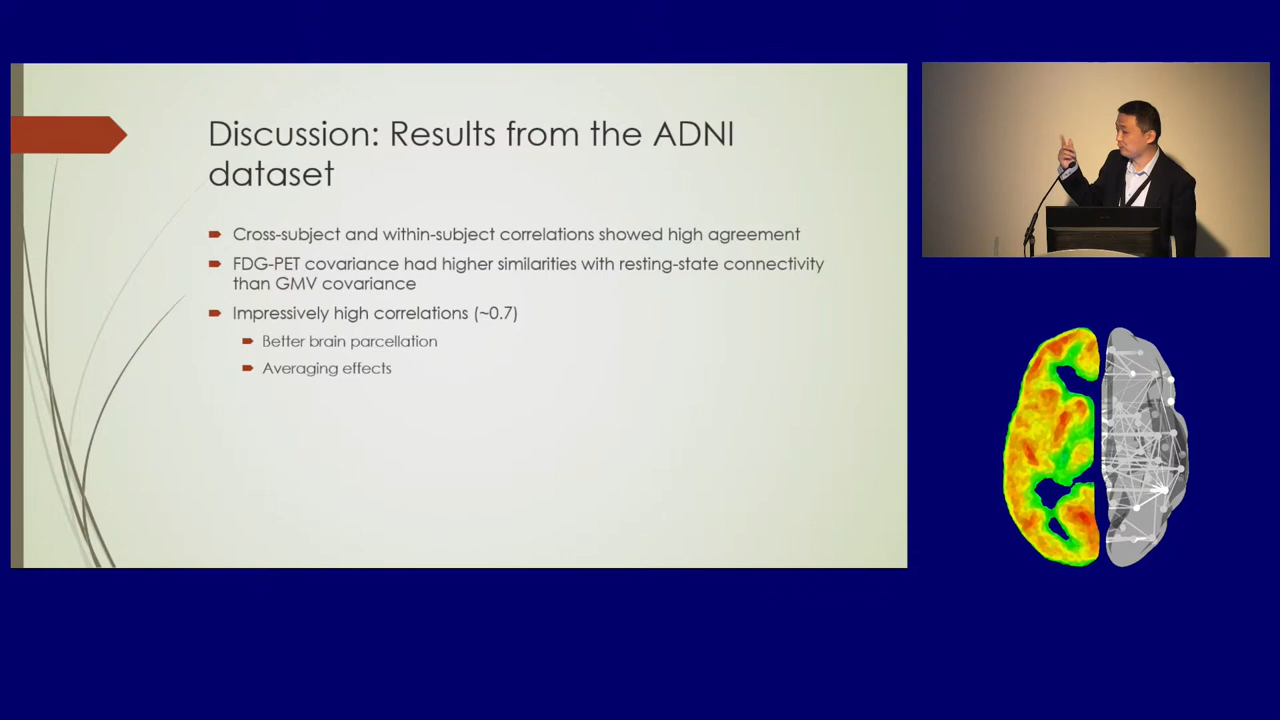 Discussion: Results from the ADNI
dataset
Cross-subject and within-subject correlations showed high agreement
FDG-PET covariance had higher similarities with resting-state connectivity
than GMV covariance
Impressively high correlations (~0.7)
Better brain parcellation
Averaging effects